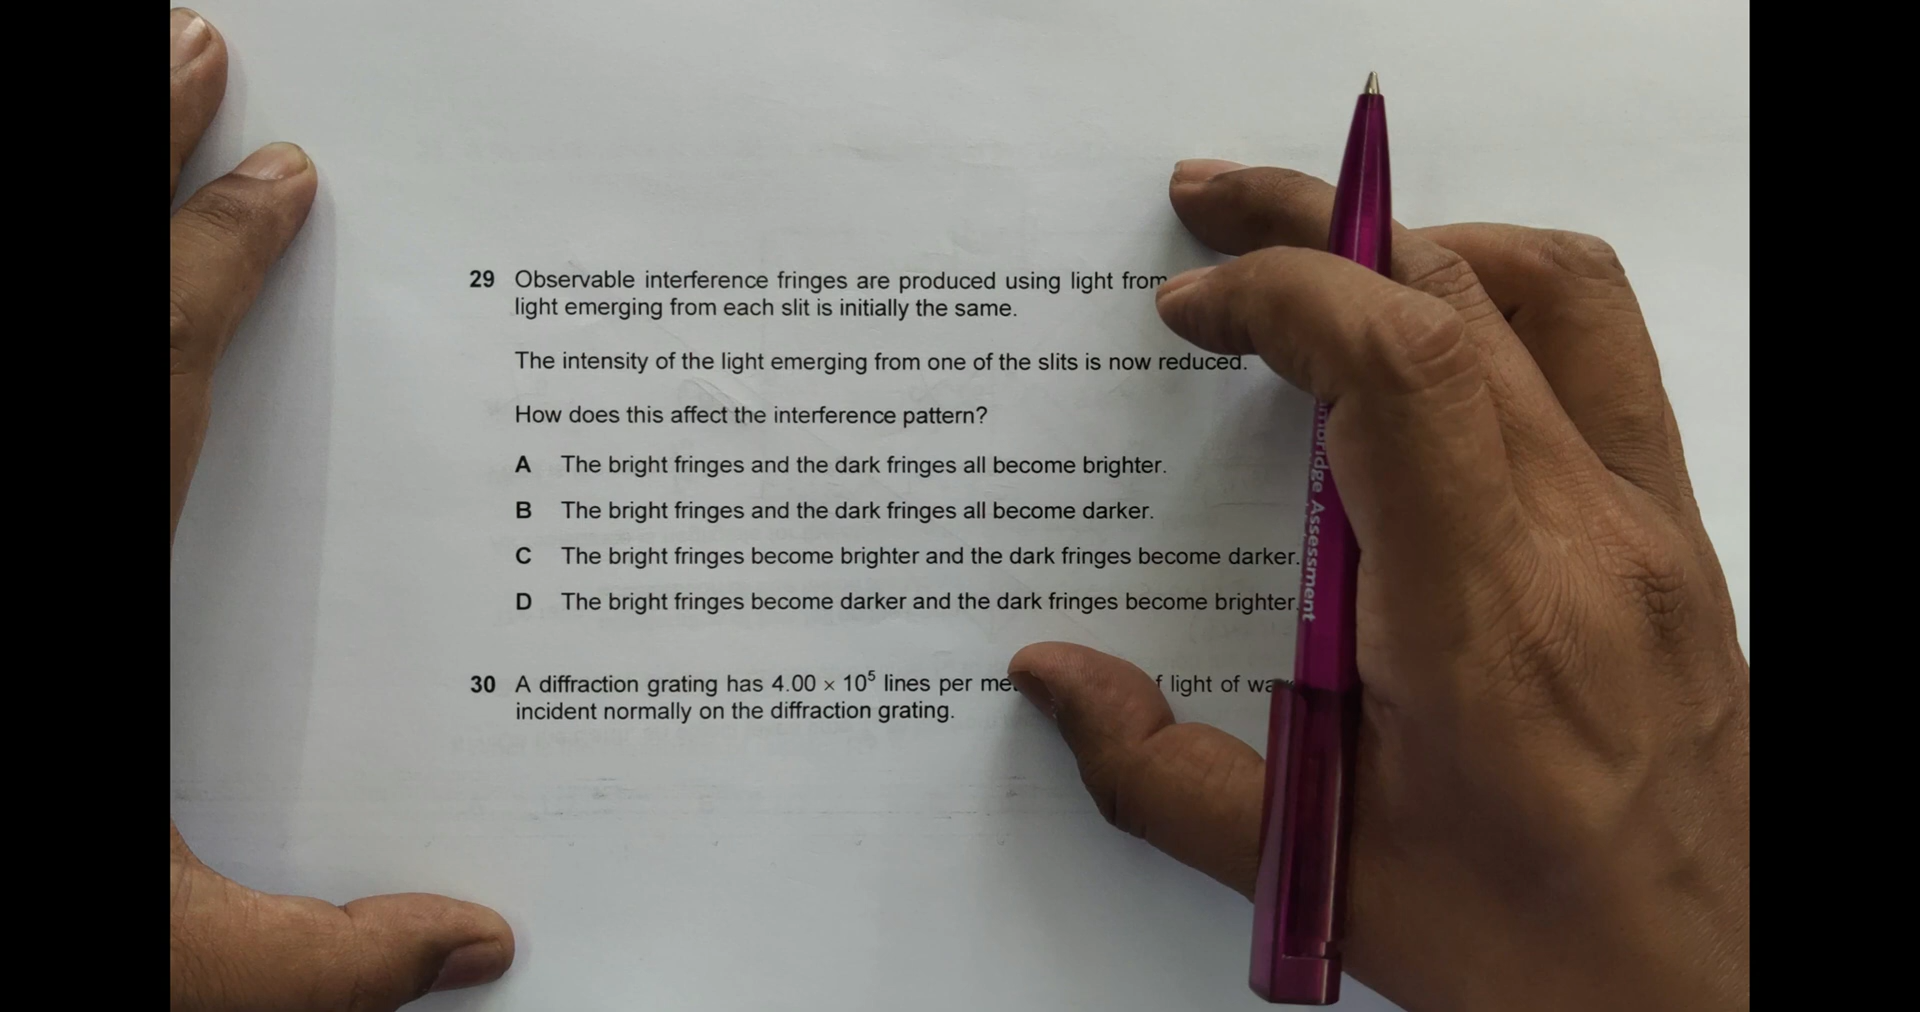 29 Observable interference fringes are produced using light from
light emerging from each slit is initially the same.
The intensity of the light emerging from one of the slits is now reduced.
How does this affect the interference pattern?
A The bright fringes and the dark fringes all become brighter.
B The bright fringes and the dark fringes all become darker.
C The bright fringes become brighter and the dark fringes become darker.
D The bright fringes become darker and the dark fringes become brighter.
30 A diffraction grating has 4.00 × 10⁵ lines per light of
incident normally on the diffraction grating.
Assessment